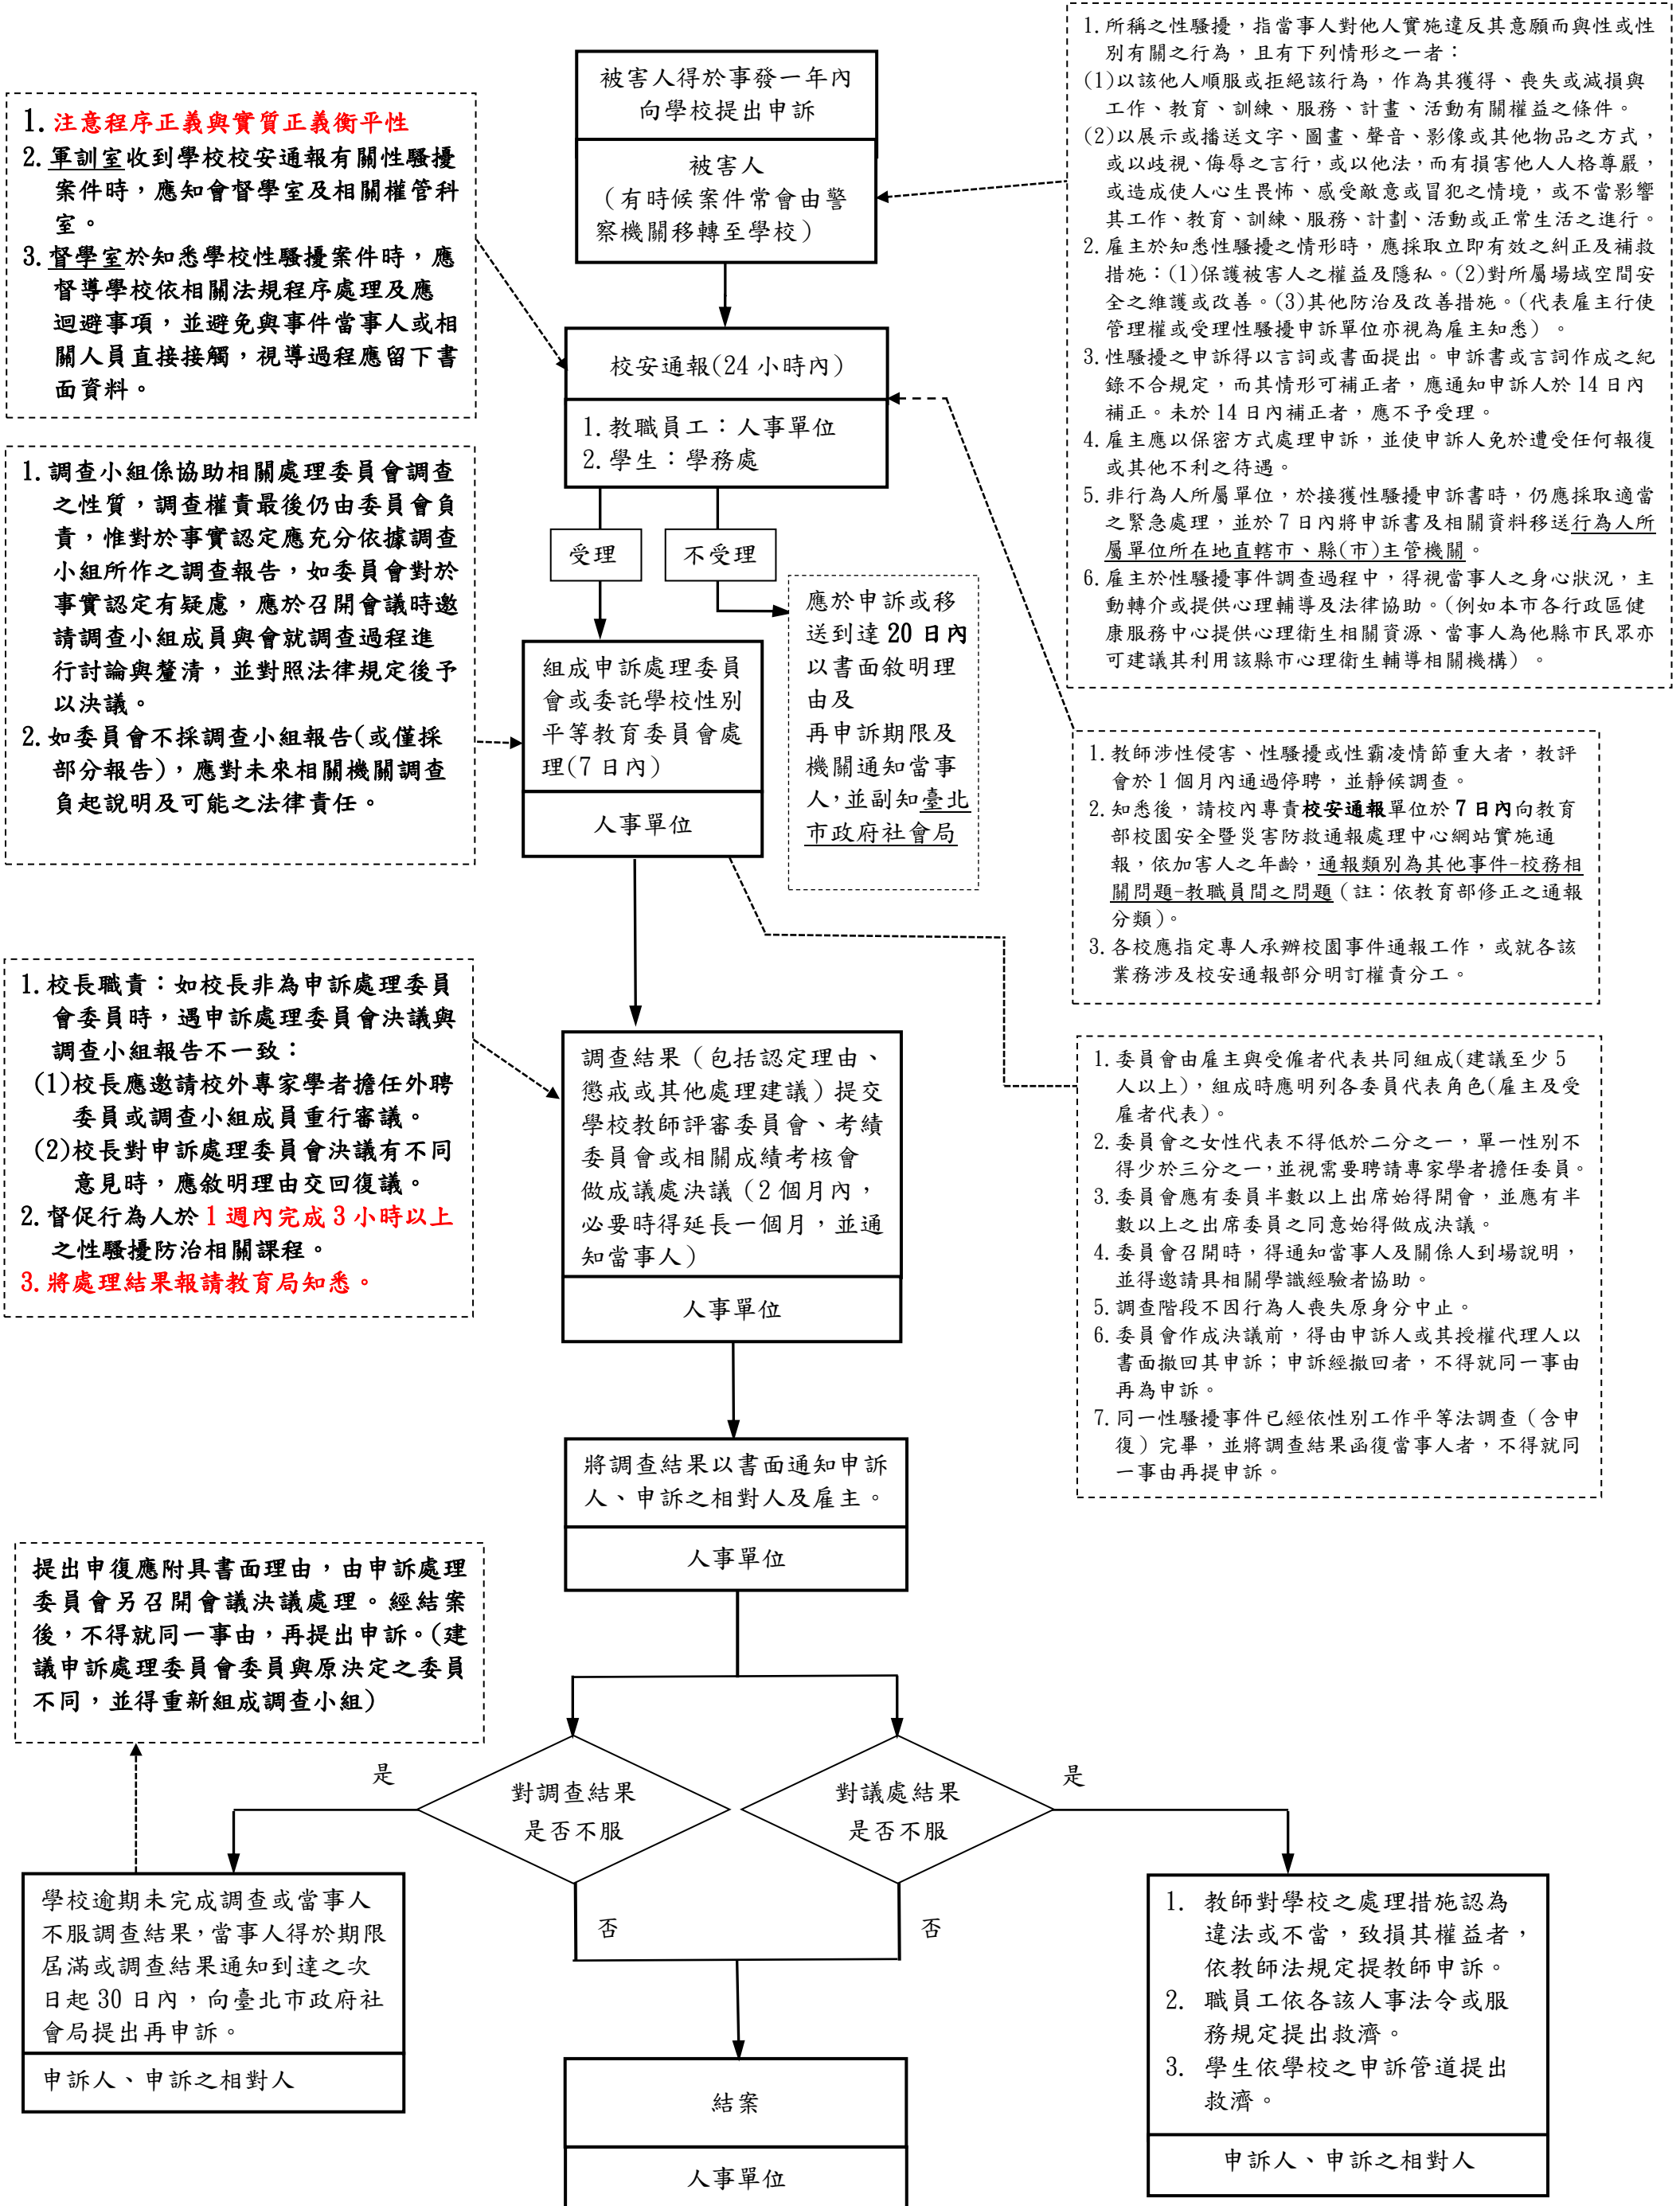 被害人得於事發一年內
向學校提出申訴
被害人
（有時候案件常會由警
察機關移轉至學校）
1.所稱之性騷擾，指當事人對他人實施違反其意願而與性或性
別有關之行為，且有下列情形之一者：
(1)以該他人順服或拒絕該行為，作為其獲得、喪失或減損與
工作、教育、訓練、服務、計畫、活動有關權益之條件。
(2)以展示或播送文字、圖畫、聲音、影像或其他物品之方式，
或以歧視、侮辱之言行，或以他法，而有損害他人人格尊嚴，
或造成使人心生畏怖、感受敵意或冒犯之情境，或不當影響
其工作、教育、訓練、服務、計劃、活動或正常生活之進行。
2.雇主於知悉性騷擾之情形時，應採取立即有效之糾正及補救
措施：(1)保護被害人之權益及隱私。(2)對所屬場域空間安
全之維護或改善。(3)其他防治及改善措施。(代表雇主行使
管理權或受理性騷擾申訴單位亦視為雇主知悉）。
3.性騷擾之申訴得以言詞或書面提出。申訴書或言詞作成之紀
錄不合規定，而其情形可補正者，應通知申訴人於 14 日內
補正。未於 14 日內補正者，應不予受理。
4.雇主應以保密方式處理申訴，並使申訴人免於遭受任何報復
或其他不利之待遇。
5.非行為人所屬單位，於接獲性騷擾申訴書時，仍應採取適當
之緊急處理，並於 7 日內將申訴書及相關資料移送行為人所
屬單位所在地直轄市、縣(市)主管機關。
6.雇主於性騷擾事件調查過程中，得視當事人之身心狀況，主
動轉介或提供心理輔導及法律協助。(例如本市各行政區健
康服務中心提供心理衛生相關資源、當事人為他縣市民眾亦
可建議其利用該縣市心理衛生輔導相關機構）。
1.注意程序正義與實質正義衡平性
2.軍訓室收到學校校安通報有關性騷擾
案件時，應知會督學室及相關權管科
室。
3.督學室於知悉學校性騷擾案件時，應
督導學校依相關法規程序處理及應
迴避事項，並避免與事件當事人或相
關人員直接接觸，視導過程應留下書
面資料。
校安通報(24 小時內)
1.教職員工：人事單位
2.學生：學務處
受理
不受理
1.調查小組係協助相關處理委員會調查
之性質，調查權責最後仍由委員會負
責，惟對於事實認定應充分依據調查
小組所作之調查報告，如委員會對於
事實認定有疑慮，應於召開會議時邀
請調查小組成員與會就調查過程進
行討論與釐清，並對照法律規定後予
以決議。
2.如委員會不採調查小組報告(或僅採
部分報告)，應對未來相關機關調查
負起說明及可能之法律責任。
組成申訴處理委員
會或委託學校性別
平等教育委員會處
理(7 日內)
人事單位
應於申訴或移
送到達 20 日內
以書面敘明理
由及
再申訴期限及
機關通知當事
人，並副知臺北
市政府社會局
1.教師涉性侵害、性騷擾或性霸凌情節重大者，教評
會於 1 個月內通過停聘，並靜候調查。
2.知悉後，請校內專責校安通報單位於 7 日內向教育
部校園安全暨災害防救通報處理中心網站實施通
報，依加害人之年齡，通報類別為其他事件-校務相
關問題-教職員間之問題（註：依教育部修正之通報
分類）。
3.各校應指定專人承辦校園事件通報工作，或就各該
業務涉及校安通報部分明訂權責分工。
1.校長職責：如校長非為申訴處理委員
會委員時，遇申訴處理委員會決議與
調查小組報告不一致：
(1)校長應邀請校外專家學者擔任外聘
委員或調查小組成員重行審議。
(2)校長對申訴處理委員會決議有不同
意見時，應敘明理由交回復議。
2.督促行為人於 1 週內完成 3 小時以上
之性騷擾防治相關課程。
3.將處理結果報請教育局知悉。
調查結果（包括認定理由、
懲戒或其他處理建議）提交
學校教師評審委員會、考績
委員會或相關成績考核會
做成議處決議（2 個月內，
必要時得延長一個月，並通
知當事人）
人事單位
1.委員會由雇主與受僱者代表共同組成(建議至少 5
人以上)，組成時應明列各委員代表角色(雇主及受
雇者代表)。
2.委員會之女性代表不得低於二分之一，單一性別不
得少於三分之一，並視需要聘請專家學者擔任委員。
3.委員會應有委員半數以上出席始得開會，並應有半
數以上之出席委員之同意始得做成決議。
4.委員會召開時，得通知當事人及關係人到場說明，
並得邀請具相關學識經驗者協助。
5.調查階段不因行為人喪失原身分中止。
6.委員會作成決議前，得由申訴人或其授權代理人以
書面撤回其申訴；申訴經撤回者，不得就同一事由
再為申訴。
7.同一性騷擾事件已經依性別工作平等法調查（含申
復）完畢，並將調查結果函復當事人者，不得就同
一事由再提申訴。
將調查結果以書面通知申訴
人、申訴之相對人及雇主。
人事單位
提出申復應附具書面理由，由申訴處理
委員會另召開會議決議處理。經結案
後，不得就同一事由，再提出申訴。(建
議申訴處理委員會委員與原決定之委員
不同，並得重新組成調查小組)
是
對調查結果
是否不服
對議處結果
是否不服
是
否
否
學校逾期未完成調查或當事人
不服調查結果，當事人得於期限
屆滿或調查結果通知到達之次
日起 30 日內，向臺北市政府社
會局提出再申訴。
申訴人、申訴之相對人
1. 教師對學校之處理措施認為
違法或不當，致損其權益者，
依教師法規定提教師申訴。
2. 職員工依各該人事法令或服
務規定提出救濟。
3. 學生依學校之申訴管道提出
救濟。
申訴人、申訴之相對人
結案
人事單位